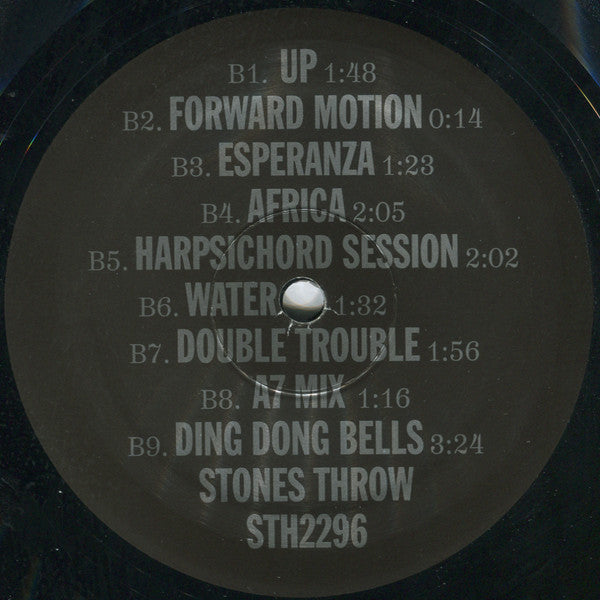 B1. UP 1:48
B2. FORWARD MOTION 0:14
B3. ESPERANZA 1:23
B4. AFRICA 2:05
B5. HARPSICHORD SESSION 2:02
B6. WATER 1:32
B7. DOUBLE TROUBLE 1:56
B8. A7 MIX 1:16
B9. DING DONG BELLS 3:24
STONES THROW
STH2296